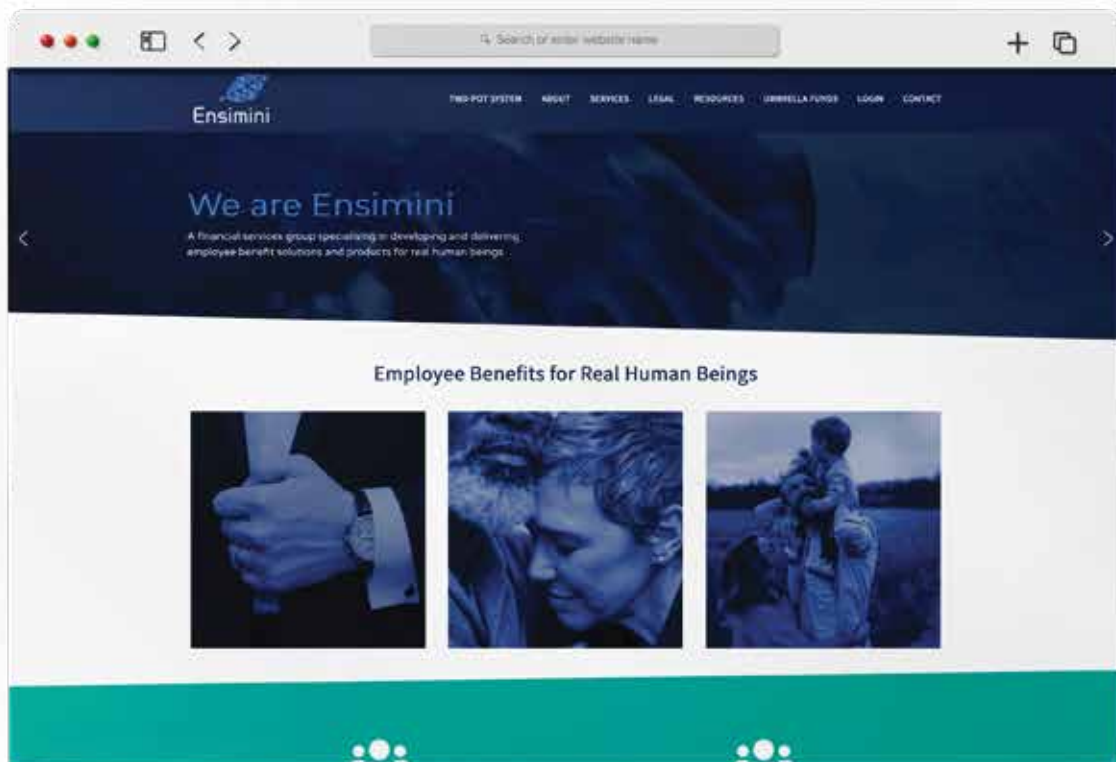 Search or enter website name
Ensimini
TWO-POT SYSTEM ABOUT SERVICES LEGAL RESOURCES UMBRELLA FUNDS LOGIN CONTACT
We are Ensimini
A financial services group specialising in developing and delivering
employee benefit solutions and products for real human beings
Employee Benefits for Real Human Beings